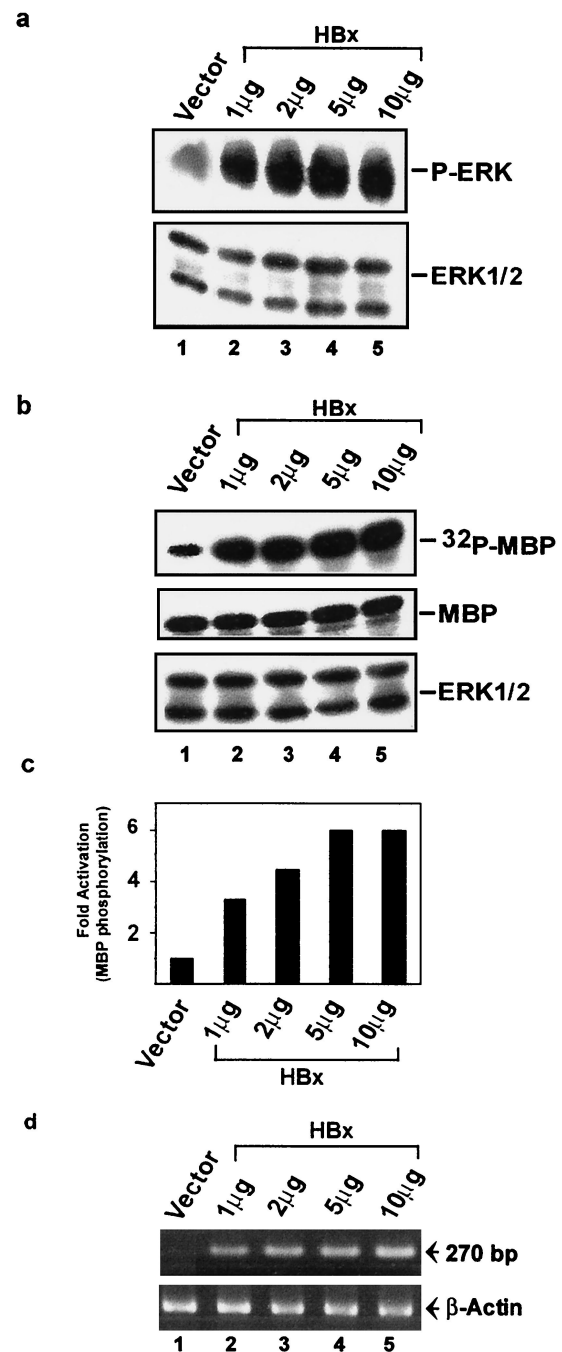 a
HBx
Vector 1µg 2µg 5µg 10µg
P-ERK
ERK1/2
1 2 3 4 5
b
HBx
Vector 1µg 2µg 5µg 10µg
32P-MBP
MBP
ERK1/2
1 2 3 4 5
c
Fold Activation
(MBP phosphorylation)
6
4
2
Vector 1µg 2µg 5µg 10µg
HBx
d
HBx
Vector 1µg 2µg 5µg 10µg
270 bp
β-Actin
1 2 3 4 5